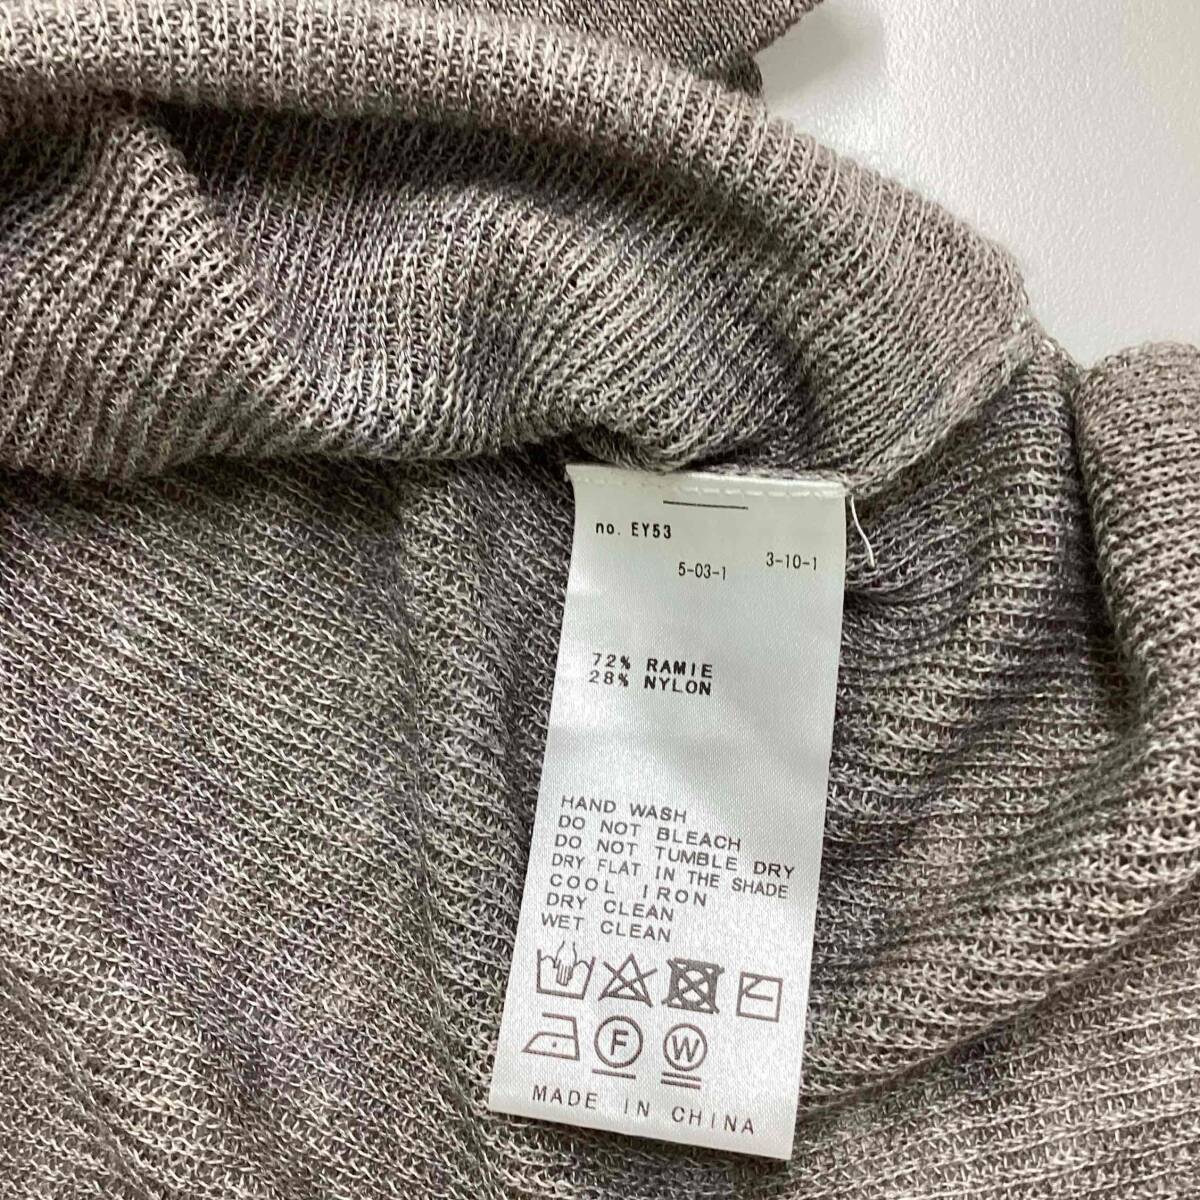 no. EY53
5-03-1 3-10-1
72% RAMIE
28% NYLON
HAND WASH
DO NOT BLEACH
DO NOT TUMBLE DRY
DRY FLAT IN THE SHADE
COOL IRON
DRY CLEAN
WET CLEAN
F W
MADE IN CHINA